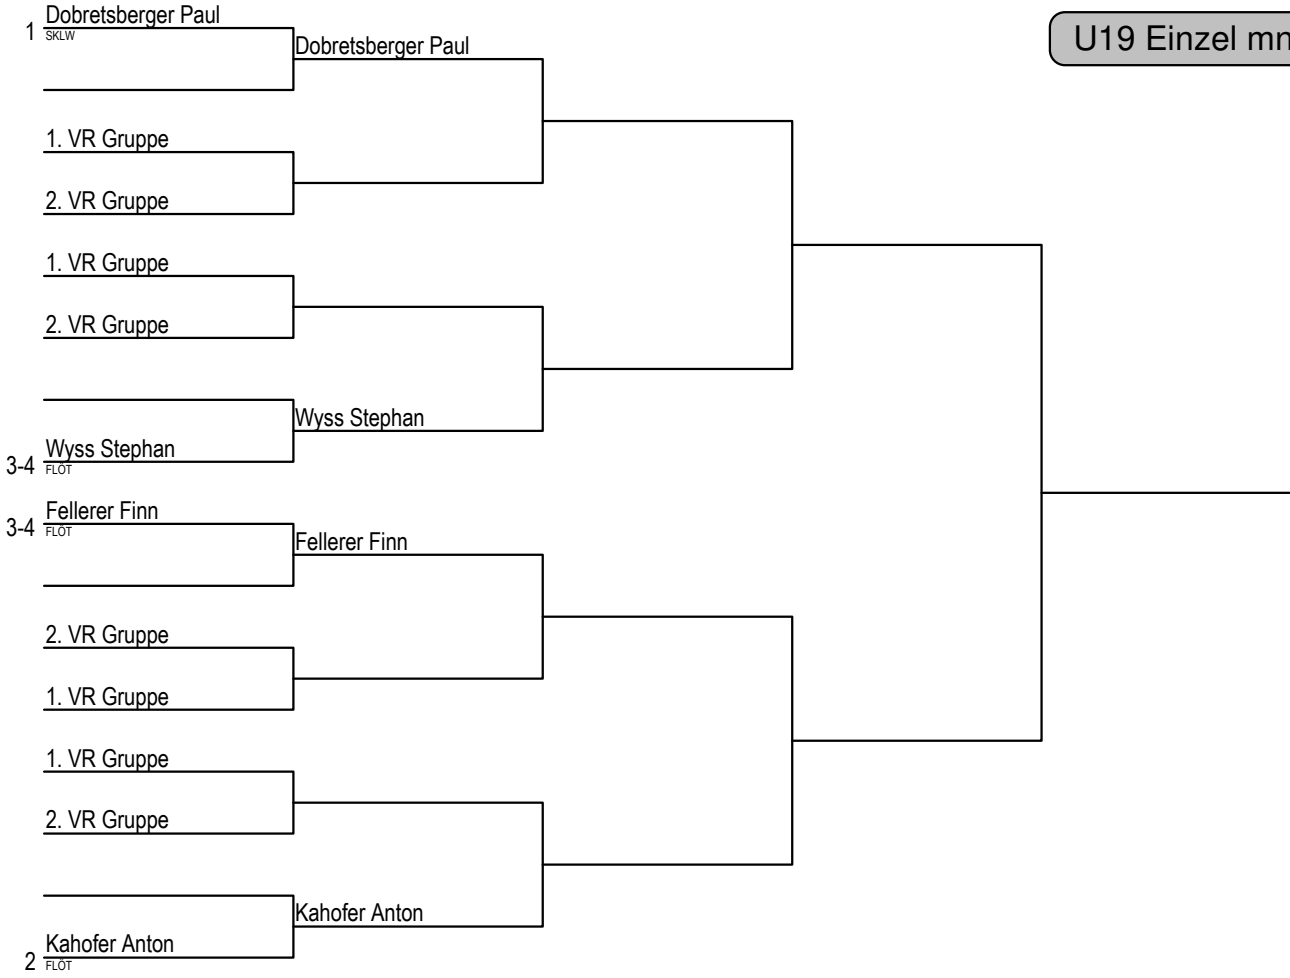 Dobretsberger Paul
1
SKLW
Dobretsberger Paul
U19 Einzel mn
1. VR Gruppe
2. VR Gruppe
1. VR Gruppe
2. VR Gruppe
Wyss Stephan
Wyss Stephan
3-4
FLÖT
Fellerer Finn
3-4
FLÖT
Fellerer Finn
2. VR Gruppe
1. VR Gruppe
1. VR Gruppe
2. VR Gruppe
Kahofer Anton
Kahofer Anton
2
FLÖT